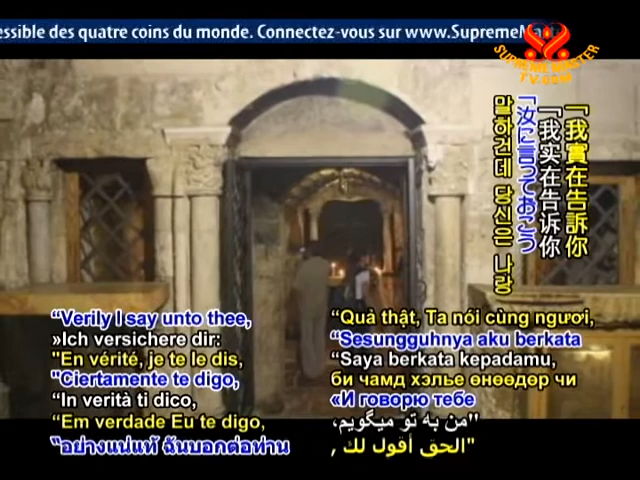 essible des quatre coins du monde. Connectez-vous sur www.SupremeMaste
SUPREME MASTER
TV.COM
「我實在告訴你
「我实在告诉你
「汝に言っておこう
말하건데 당신은 나랑
“Verily I say unto thee,
»Ich versichere dir:
"En vérité, je te le dis,
"Ciertamente te digo,
“In verità ti dico,
“Em verdade Eu te digo,
“อย่างแน่แท้ ฉันบอกต่อท่าน
“Quả thật, Ta nói cùng ngươi,
“Sesungguhnya aku berkata
“Saya berkata kepadamu,
би чамд хэлье өнөөдөр чи
«И говорю тебе
"من به تو میگویم،
"الحق أقول لك ,